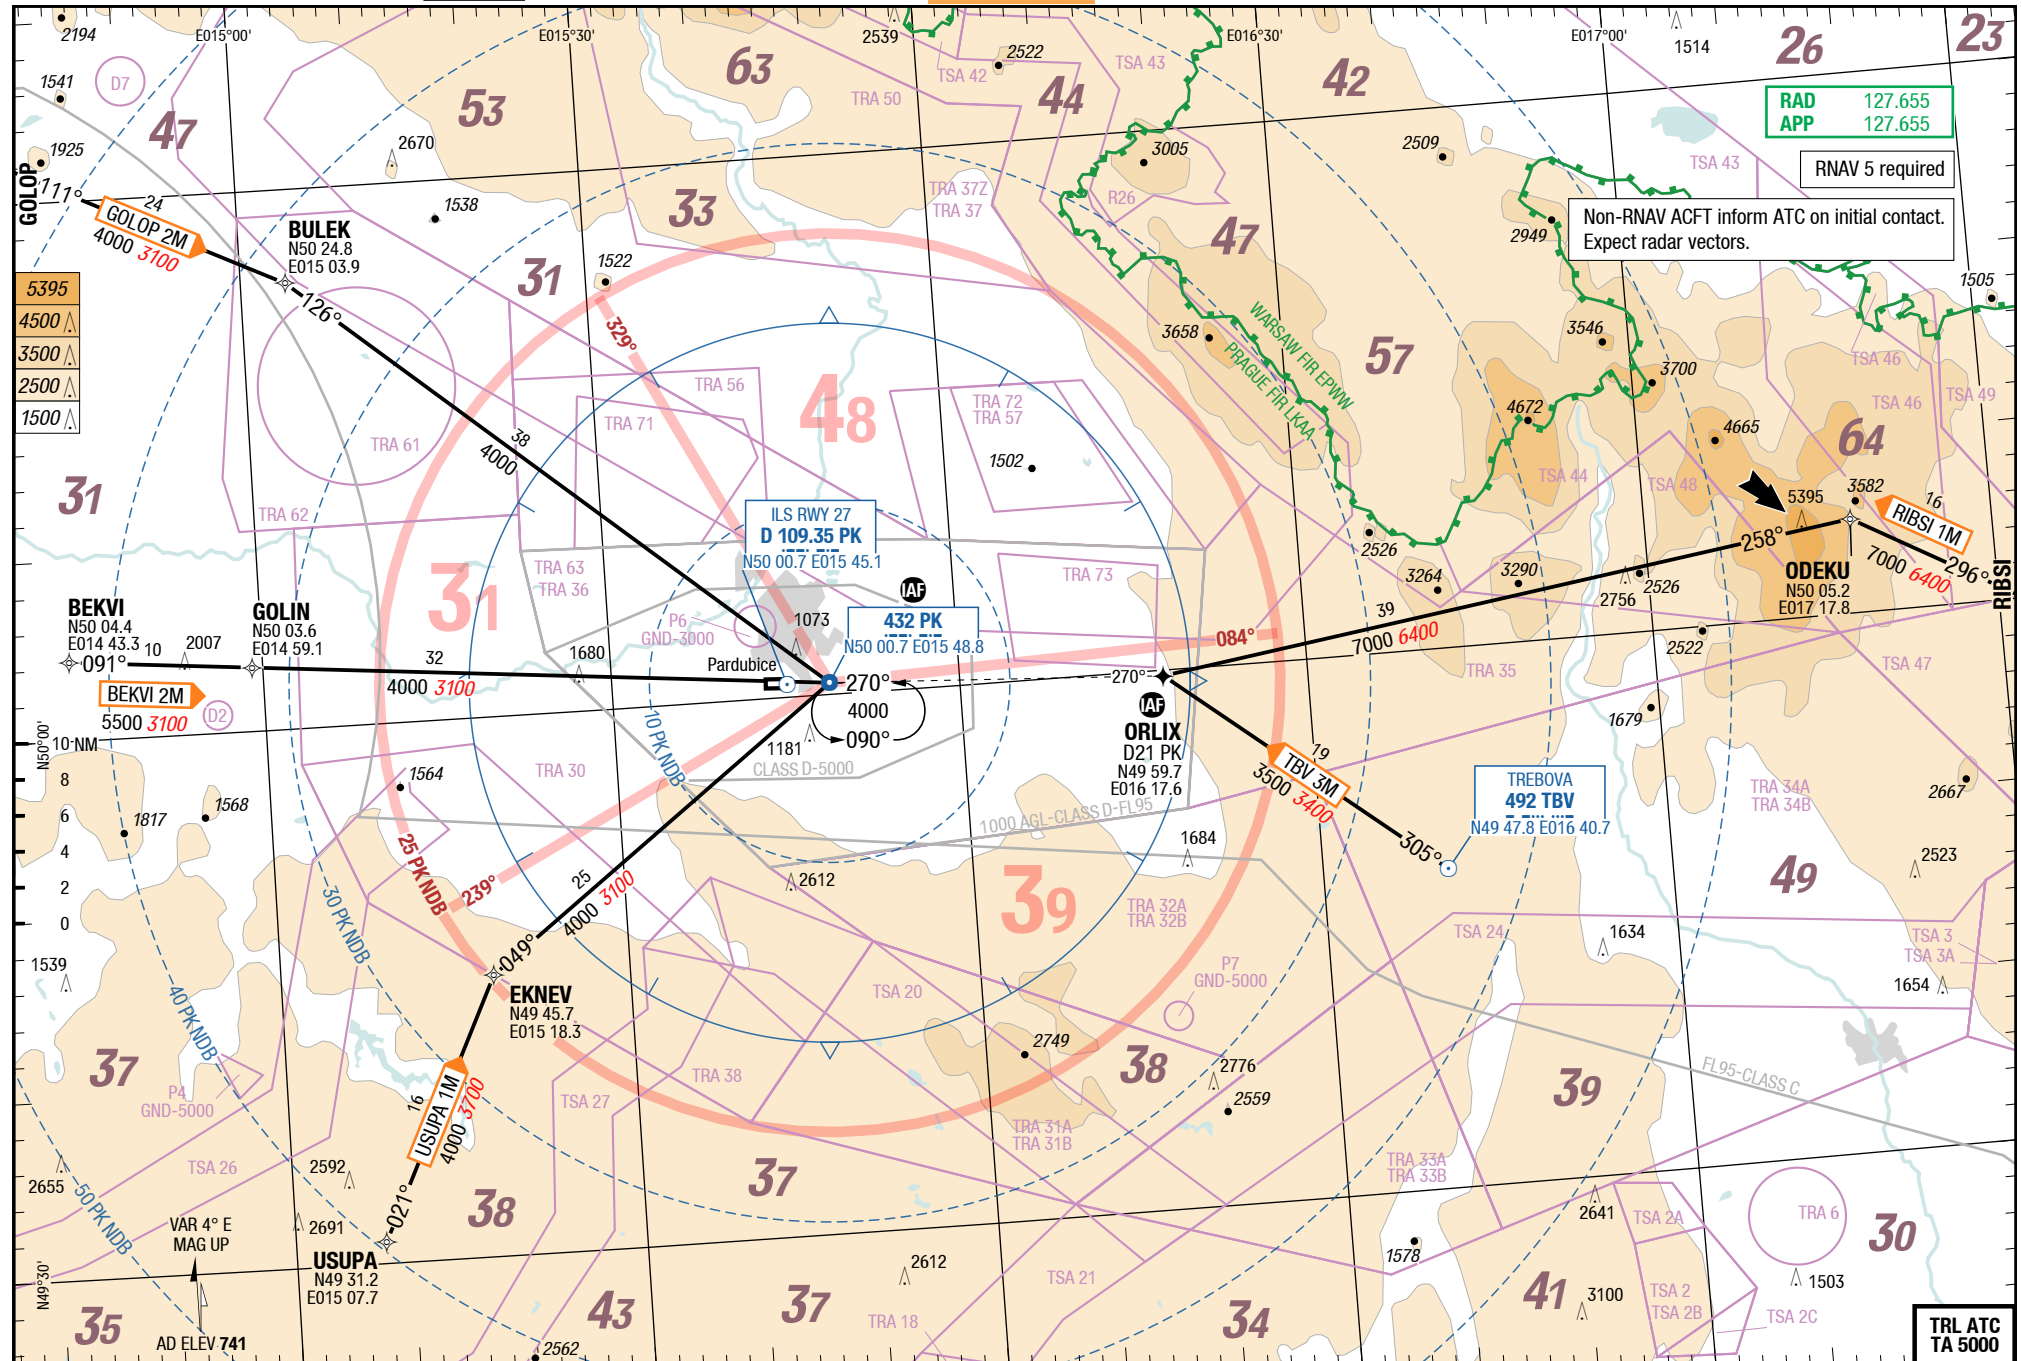 2194
E015°00'
E015°30'
2539
2522
E016°30'
E017°00'
1514
26
23
D7
1541
47
53
63
TRA 50
TSA 42
44
TSA 43
42
RAD 127.655
APP 127.655
1925
2670
3005
2509
TSA 43
RNAV 5 required
GOLOP
111°
24
GOLOP 2M
4000 3100
1538
33
TRA 37Z
TRA 37
R26
47
2949
Non-RNAV ACFT inform ATC on initial contact.
Expect radar vectors.
BULEK
N50 24.8
E015 03.9
126°
31
1522
1505
5395
4500
3500
2500
1500
329°
3658
WARSAW FIR EPWW
PRAGUE FIR LKAA
57
3546
3700
TSA 46
TSA 46
TSA 49
TRA 56
TRA 71
48
TRA 72
TRA 57
1502
4672
4665
64
TRA 61
38
4000
31
TRA 62
TSA 44
TSA 48
5395
3582
16
RIBSI 1M
7000 6400
296°
RIBSI
ILS RWY 27
D 109.35 PK
N50 00.7 E015 45.1
2526
258°
TRA 63
TRA 36
31
TRA 73
3264
3290
2756
2526
ODEKU
N50 05.2
E017 17.8
IAF
432 PK
N50 00.7 E015 48.8
P6
GND-3000
1073
Pardubice
084°
39
7000 6400
2522
BEKVI
N50 04.4
E014 43.3
091°
10
2007
GOLIN
N50 03.6
E014 59.1
32
4000 3100
1680
BEKVI 2M
5500 3100
D2
270°
4000
090°
270°
IAF
ORLIX
D21 PK
N49 59.7
E016 17.6
TRA 35
TSA 47
1679
N50°00'
10 NM
8
6
4
2
0
10 PK NDB
1181
CLASS D-5000
TRA 30
1564
19
TBV 3M
3500 3400
305°
TREBOVA
492 TBV
N49 47.8 E016 40.7
TRA 34A
TRA 34B
2667
1817
1568
1000 AGL-CLASS D-FL95
1684
25 PK NDB
239°
25
4000 3100
2612
39
TRA 32A
TRA 32B
49
2523
30 PK NDB
049°
EKNEV
N49 45.7
E015 18.3
1539
40 PK NDB
TSA 20
P7
GND-5000
TSA 24
1634
TSA 3
TSA 3A
1654
37
P4
GND-5000
16
USUPA 1M
4000 3700
TSA 27
TRA 38
2749
38
2776
2559
39
FL95-CLASS C
TRA 31A
TRA 31B
TSA 26
2655
50 PK NDB
2592
021°
38
37
TRA 33A
TRA 33B
VAR 4° E
MAG UP
2691
USUPA
N49 31.2
E015 07.7
2641
TSA 2A
TRA 6
30
1578
N49°30'
2612
TSA 21
1503
35
AD ELEV 741
43
37
TRA 18
34
41
3100
TSA 2
TSA 2B
TSA 2C
2562
TRL ATC
TA 5000